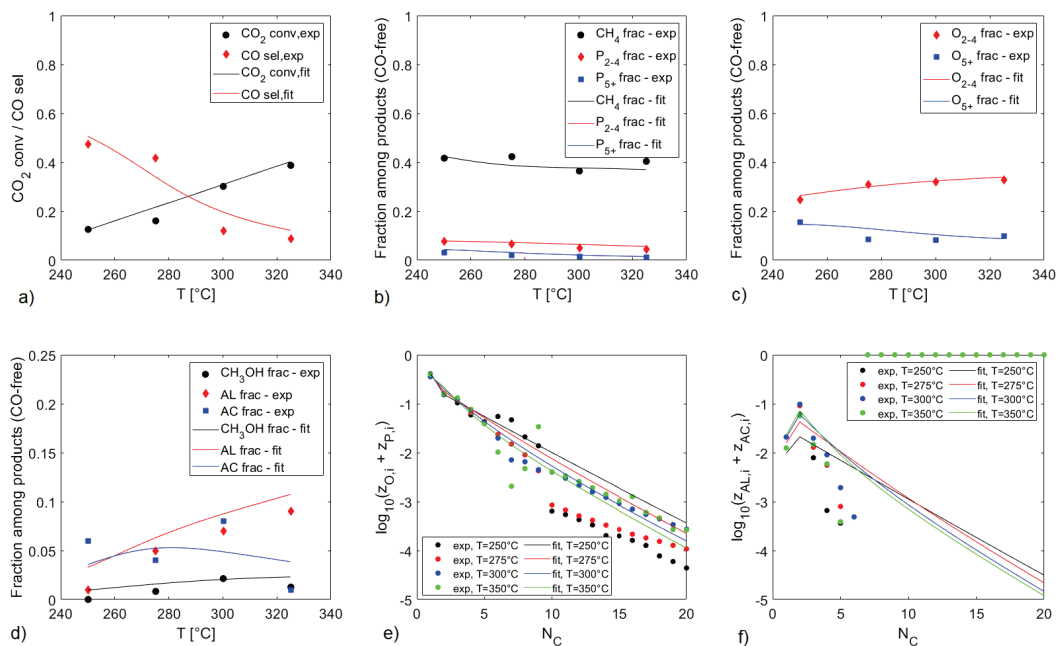 1
0.8
0.6
0.4
0.2
0
240 260 280 300 320 340
T [°C]
CO2 conv / CO sel
CO2 conv,exp
CO sel,exp
CO2 conv,fit
CO sel,fit
a)
1
0.8
0.6
0.4
0.2
0
240 260 280 300 320 340
T [°C]
Fraction among products (CO-free)
CH4 frac - exp
P2-4 frac - exp
P5+ frac - exp
CH4 frac - fit
P2-4 frac - fit
P5+ frac - fit
b)
1
0.8
0.6
0.4
0.2
0
240 260 280 300 320 340
T [°C]
Fraction among products (CO-free)
O2-4 frac - exp
O5+ frac - exp
O2-4 frac - fit
O5+ frac - fit
c)
0.25
0.2
0.15
0.1
0.05
0
240 260 280 300 320 340
T [°C]
Fraction among products (CO-free)
CH3OH frac - exp
AL frac - exp
AC frac - exp
CH3OH frac - fit
AL frac - fit
AC frac - fit
d)
-0
-1
-2
-3
-4
-5
0 5 10 15 20
NC
log10(zO,i + zP,i)
exp, T=250°C fit, T=250°C
exp, T=275°C fit, T=275°C
exp, T=300°C fit, T=300°C
exp, T=350°C fit, T=350°C
e)
-0
-1
-2
-3
-4
-5
0 5 10 15 20
NC
log10(zAL,i + zAC,i)
exp, T=250°C fit, T=250°C
exp, T=275°C fit, T=275°C
exp, T=300°C fit, T=300°C
exp, T=350°C fit, T=350°C
f)